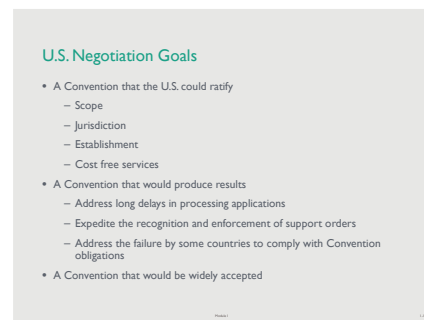 U.S. Negotiation Goals
• A Convention that the U.S. could ratify
– Scope
– Jurisdiction
– Establishment
– Cost free services
• A Convention that would produce results
– Address long delays in processing applications
– Expedite the recognition and enforcement of support orders
– Address the failure by some countries to comply with Convention
obligations
• A Convention that would be widely accepted